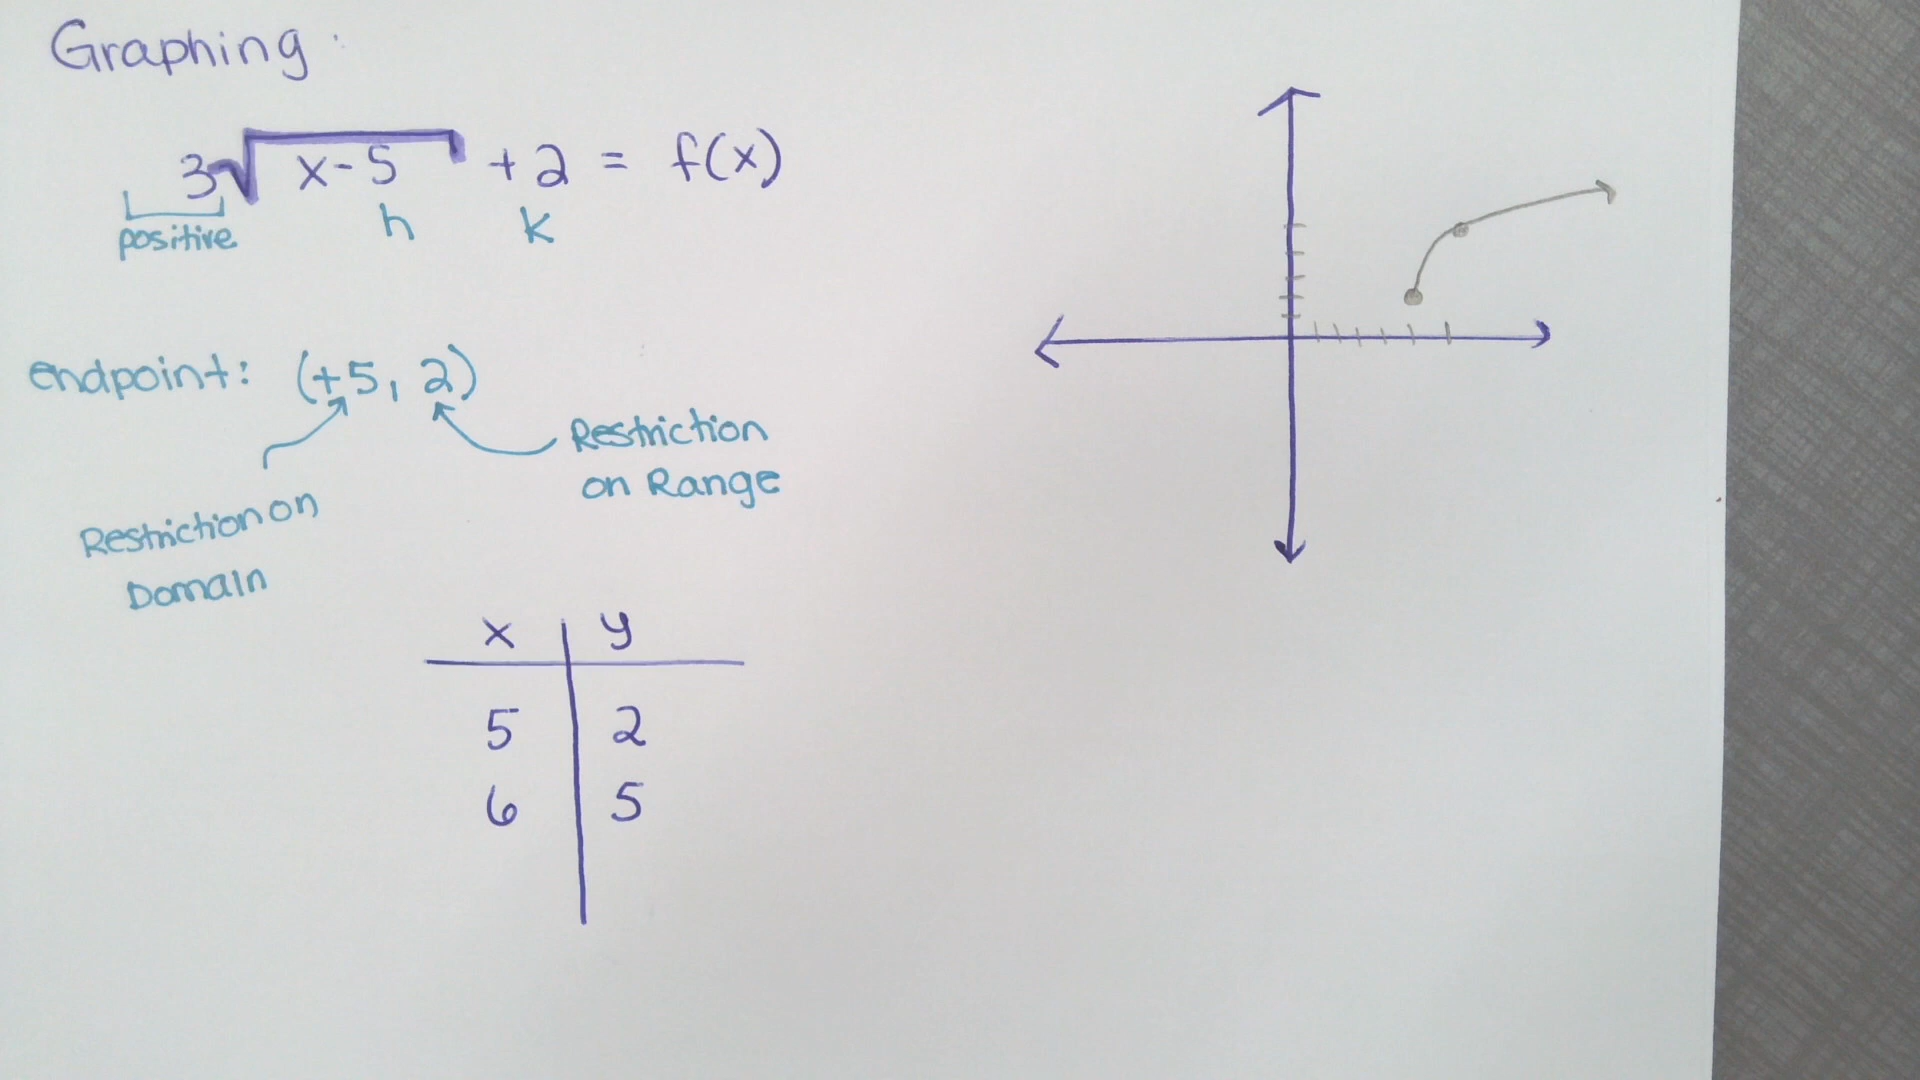 Graphing:
3√x-5 +2 = f(x)
positive h k
endpoint: (+5, 2)
Restriction
on Range
Restriction on
Domain
x y
5 2
6 5